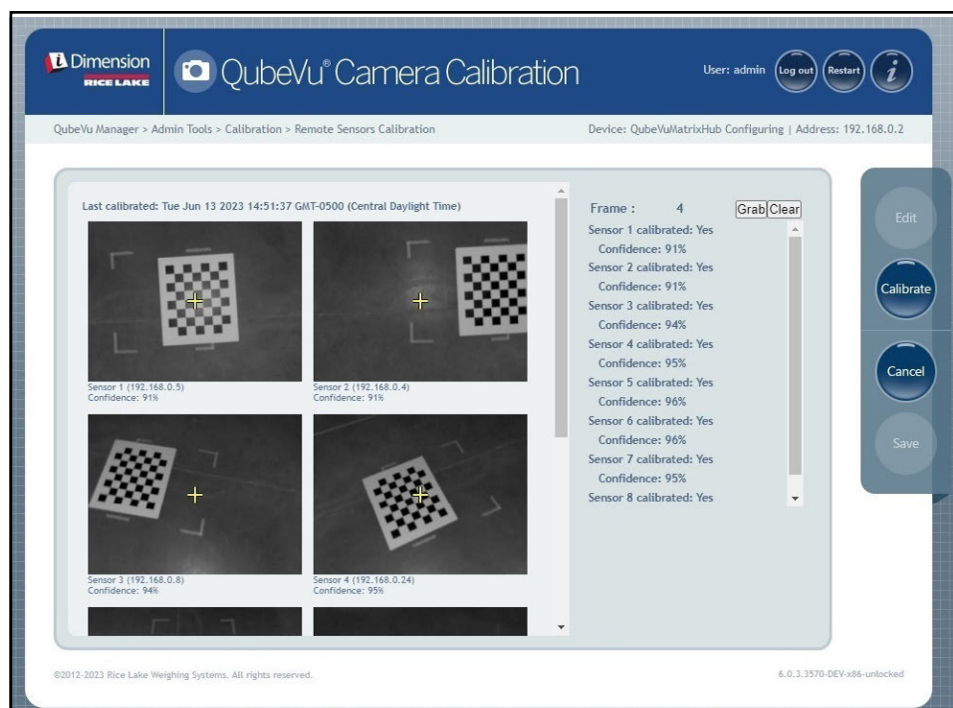 i Dimension
RICE LAKE
QubeVu® Camera Calibration
User: admin
Log out
Restart
i
QubeVu Manager > Admin Tools > Calibration > Remote Sensors Calibration
Device: QubeVuMatrixHub Configuring | Address: 192.168.0.2
Last calibrated: Tue Jun 13 2023 14:51:37 GMT-0500 (Central Daylight Time)
Sensor 1 (192.168.0.5)
Confidence: 91%
Sensor 2 (192.168.0.4)
Confidence: 91%
Sensor 3 (192.168.0.8)
Confidence: 94%
Sensor 4 (192.168.0.24)
Confidence: 95%
Frame : 4
Grab
Clear
Sensor 1 calibrated: Yes
Confidence: 91%
Sensor 2 calibrated: Yes
Confidence: 91%
Sensor 3 calibrated: Yes
Confidence: 94%
Sensor 4 calibrated: Yes
Confidence: 95%
Sensor 5 calibrated: Yes
Confidence: 96%
Sensor 6 calibrated: Yes
Confidence: 96%
Sensor 7 calibrated: Yes
Confidence: 95%
Sensor 8 calibrated: Yes
Edit
Calibrate
Cancel
Save
©2012-2023 Rice Lake Weighing Systems. All rights reserved.
6.0.3.3570-DEV-x86-unlocked